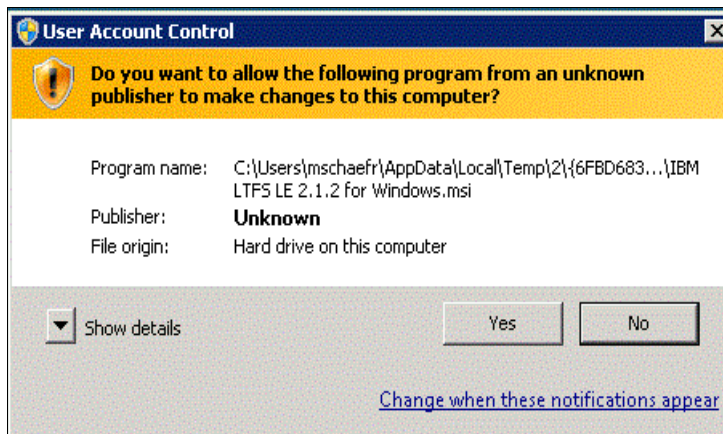 User Account Control
Do you want to allow the following program from an unknown
publisher to make changes to this computer?
Program name: C:\Users\mschaefr\AppData\Local\Temp\2\{6FBD683...\IBM
LTFS LE 2.1.2 for Windows.msi
Publisher: Unknown
File origin: Hard drive on this computer
Show details
Yes
No
Change when these notifications appear